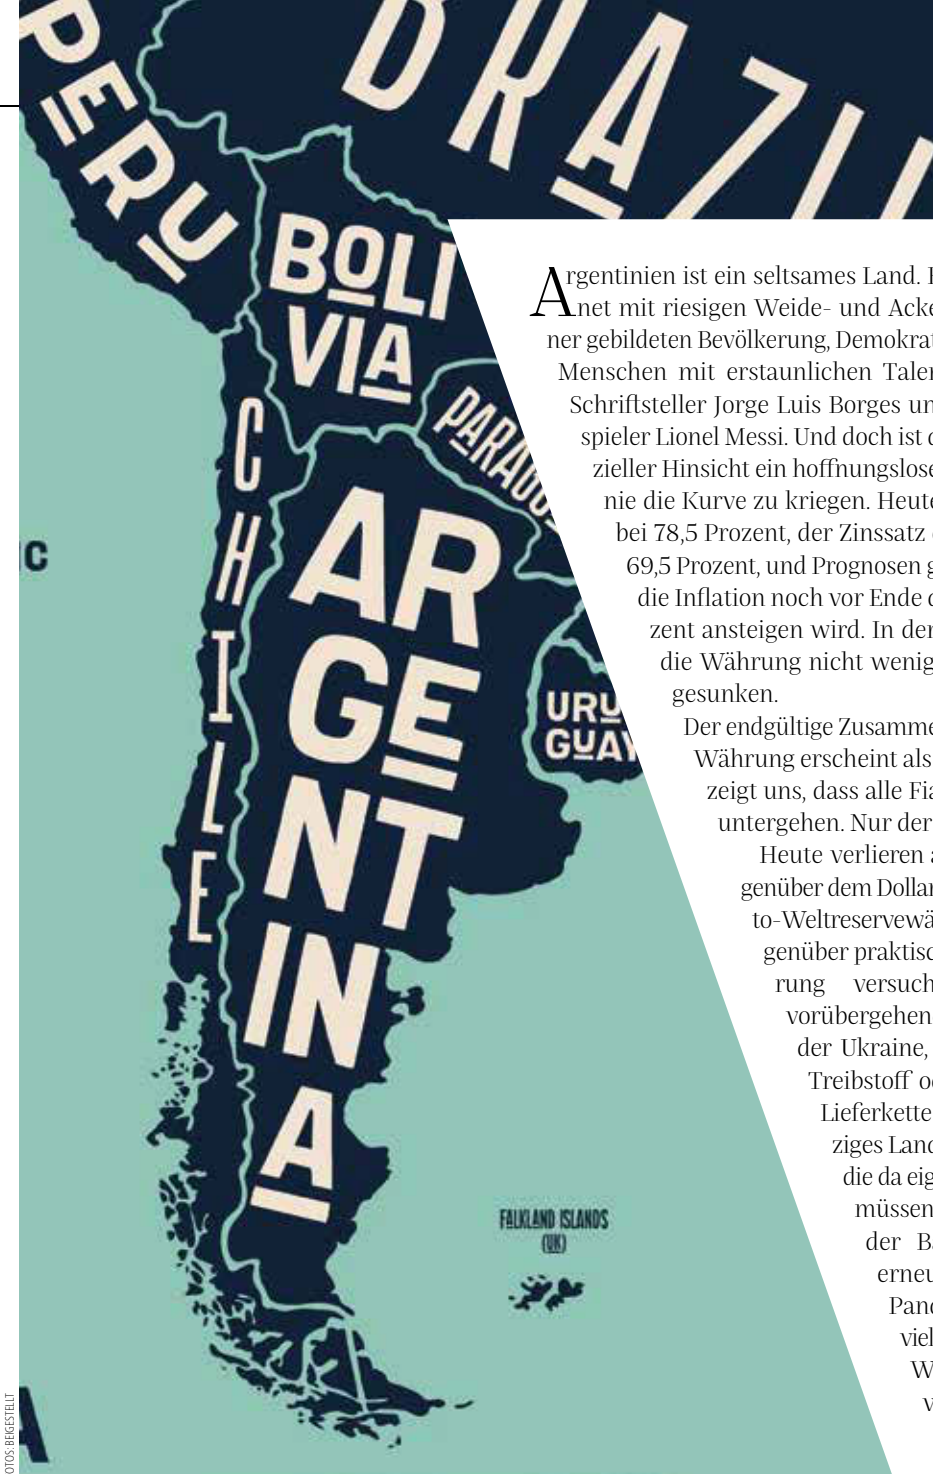 PERU
BRAZIL
BOLI
VIA
PARAGU
CHILE
AR
GE
NT
IN
A
URU
GUAY
FALKLAND ISLANDS
(UK)
Argentinien ist ein seltsames Land.
net mit riesigen Weide- und Acke
ner gebildeten Bevölkerung, Demokrat
Menschen mit erstaunlichen Talen
Schriftsteller Jorge Luis Borges un
spieler Lionel Messi. Und doch ist d
zieller Hinsicht ein hoffnungslose
nie die Kurve zu kriegen. Heute
bei 78,5 Prozent, der Zinssatz
69,5 Prozent, und Prognosen g
die Inflation noch vor Ende d
zent ansteigen wird. In der
die Währung nicht wenig
gesunken.
Der endgültige Zusamme
Währung erscheint als
zeigt uns, dass alle Fia
untergehen. Nur der
Heute verlieren a
genüber dem Dollar
to-Weltreservewä
genüber praktisc
rung versuch
vorübergehen
der Ukraine,
Treibstoff od
Lieferkette
ziges Land
die da eig
müssen
der Ba
erneu
Pand
viel
W
v
OTOS: BEIGESTELLT